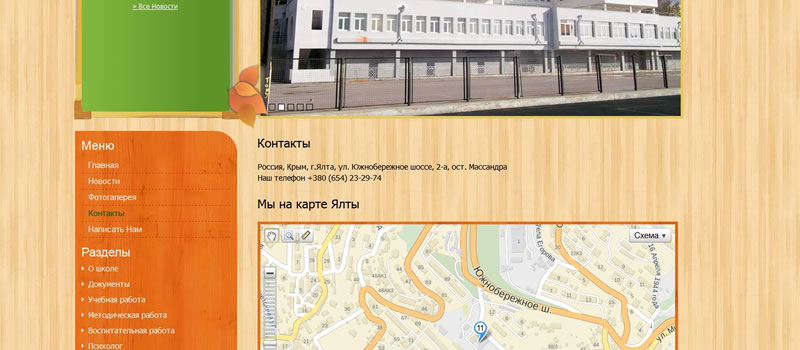 « Все Новости
Меню
Главная
Новости
Фотогалерея
Контакты
Написать Нам
Разделы
О школе
Документы
Учебная работа
Методическая работа
Воспитательная работа
Психолог
Контакты
Россия, Крым, г.Ялта, ул. Южнобережное шоссе, 2-а, ост. Массандра
Наш телефон +380 (654) 23-29-74
Мы на карте Ялты
Схема
Егорова
16 Апреля
1944 года
48АК1
48АК3
Южнобережное ш.
11